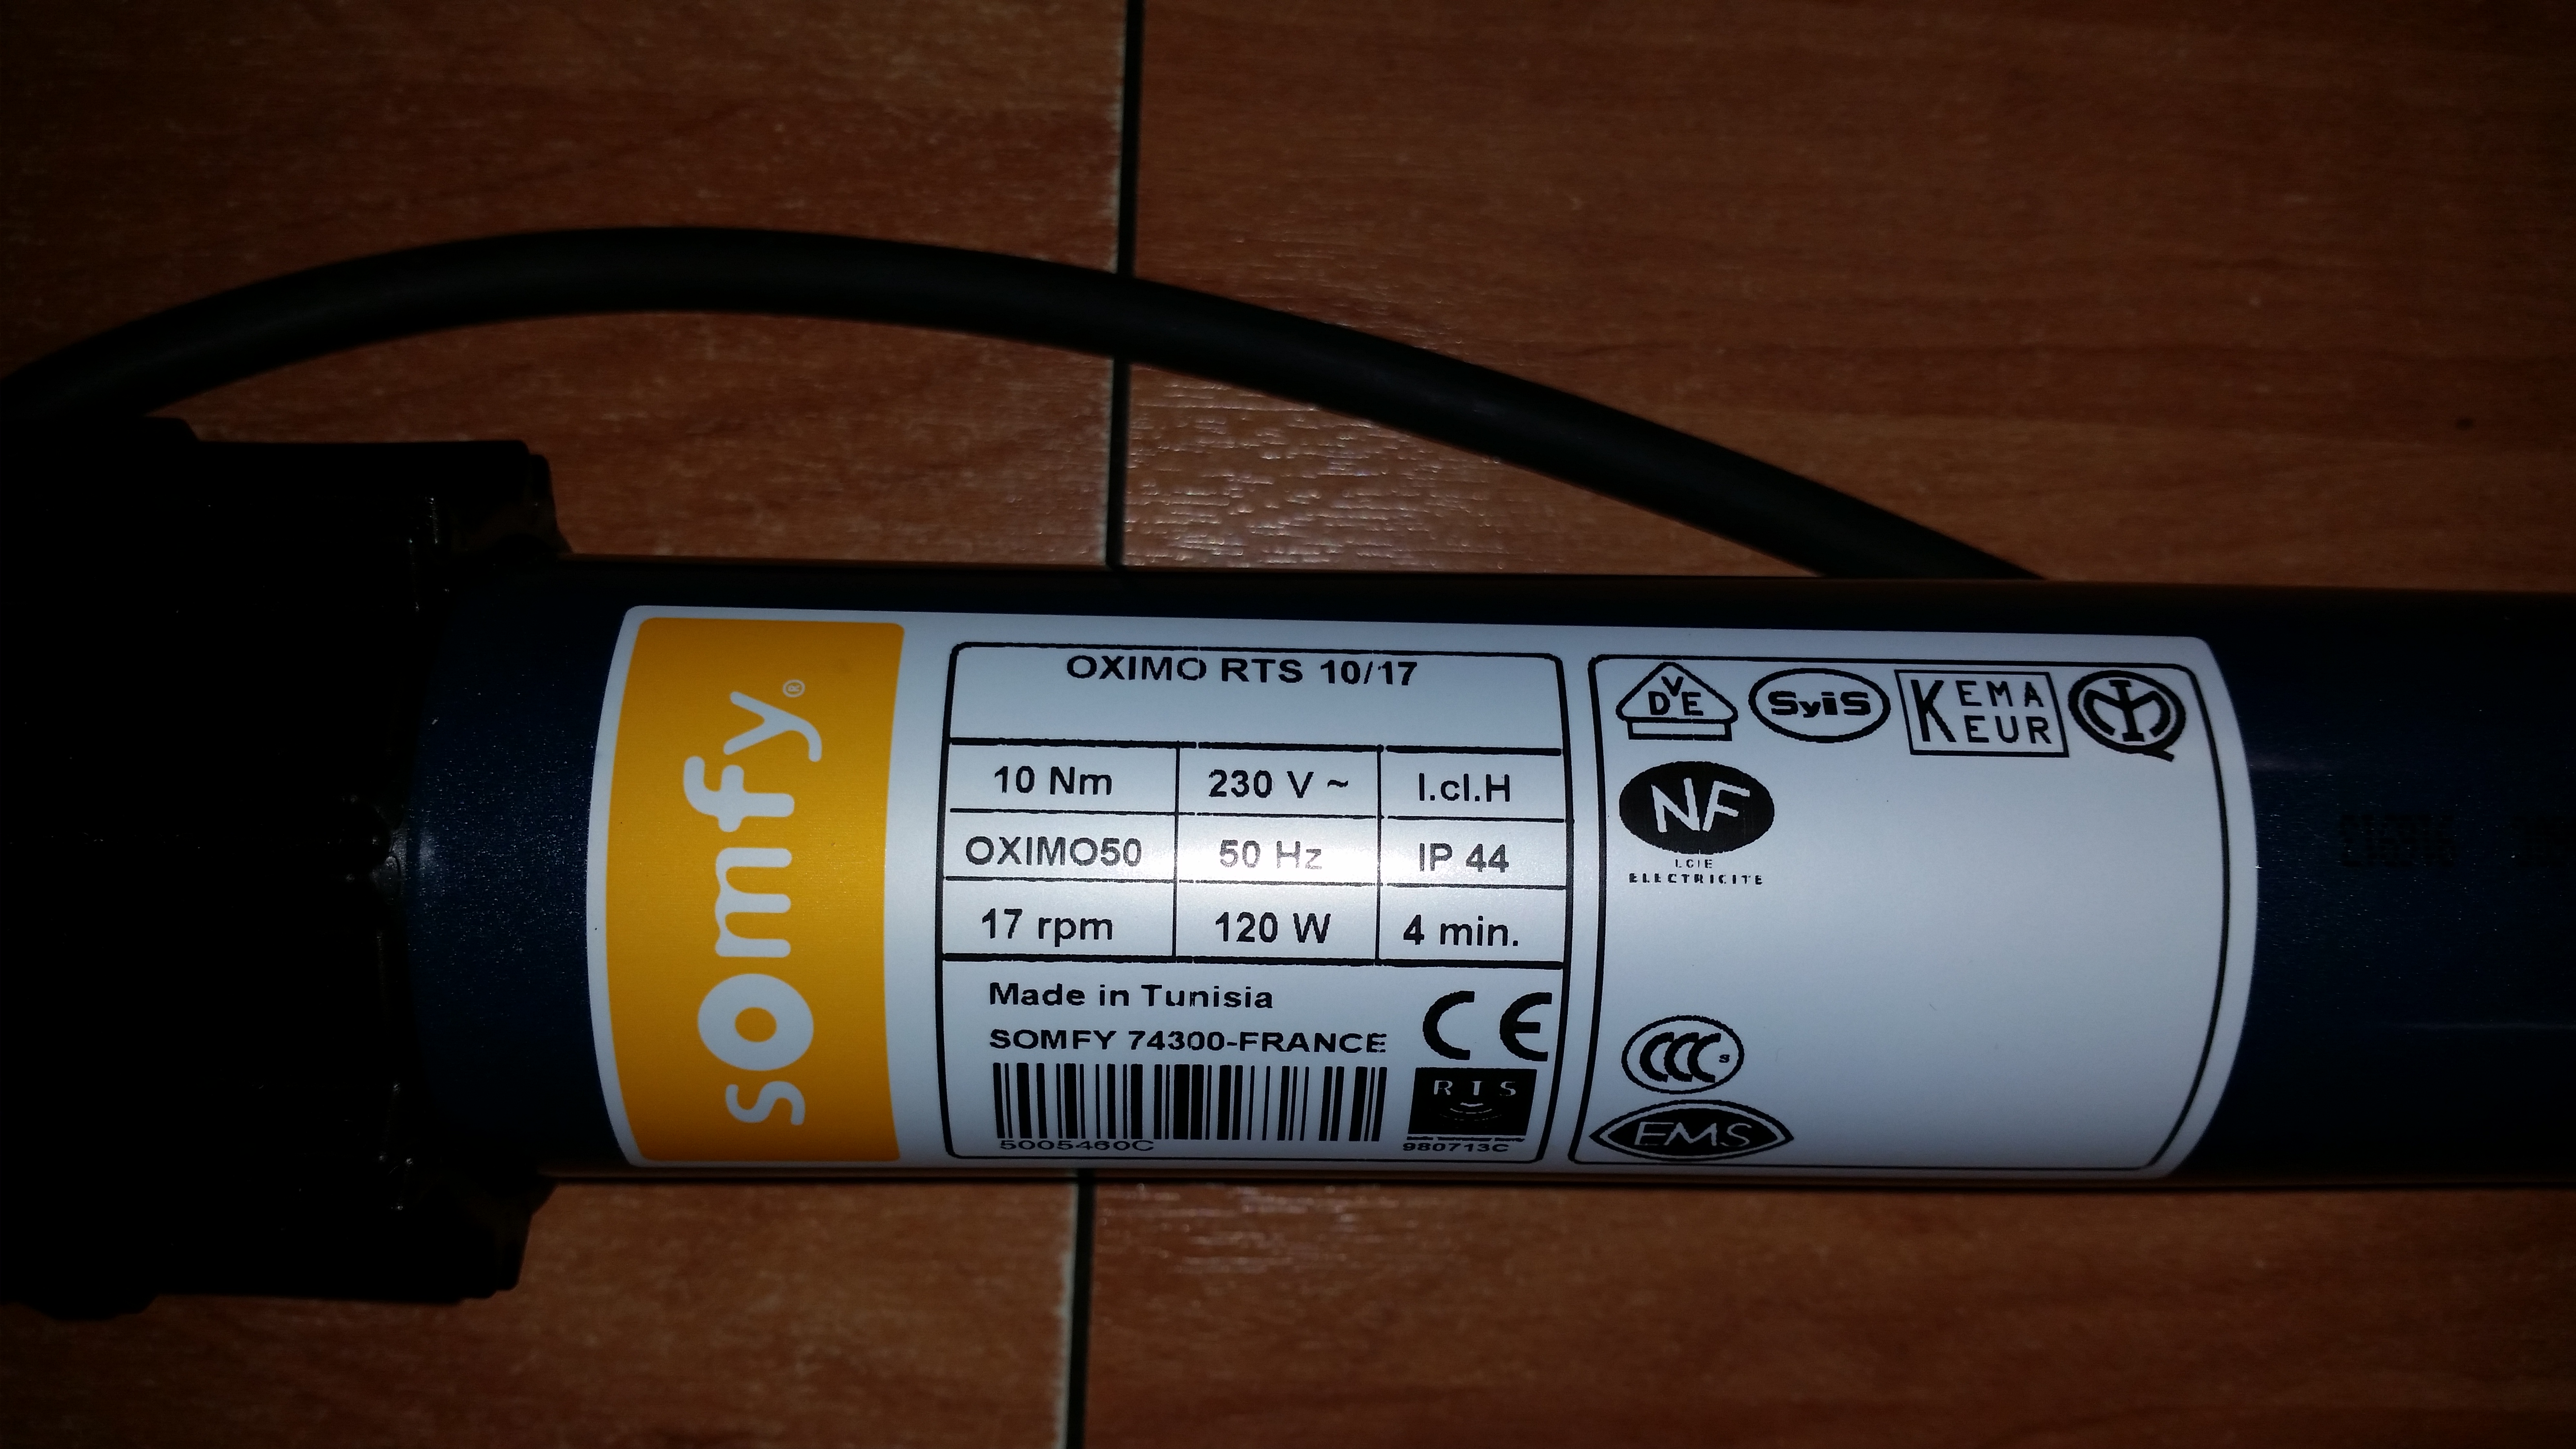 somfy®
OXIMO RTS 10/17
10 Nm 230 V ~ I.cl.H
OXIMO50 50 Hz IP 44
17 rpm 120 W 4 min.
Made in Tunisia
SOMFY 74300-FRANCE
CE
RTS
5005460C
980713C
VDE SyiS KEMA EUR
NF
LCIE
ELECTRICITE
CCC S
EMS